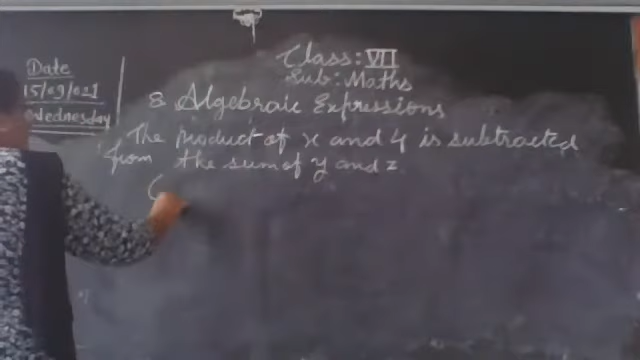 Class: VII
Sub: Maths
Date
15/09/021
Wednesday
8 Algebraic Expressions
The product of x and 4 is subtracted
from the sum of y and z.
(